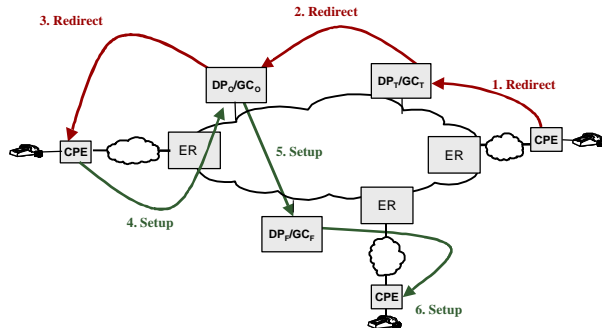 3. Redirect
2. Redirect
1. Redirect
DPO/GCO
DPT/GCT
CPE
ER
ER
CPE
5. Setup
4. Setup
ER
DPF/GCF
CPE
6. Setup